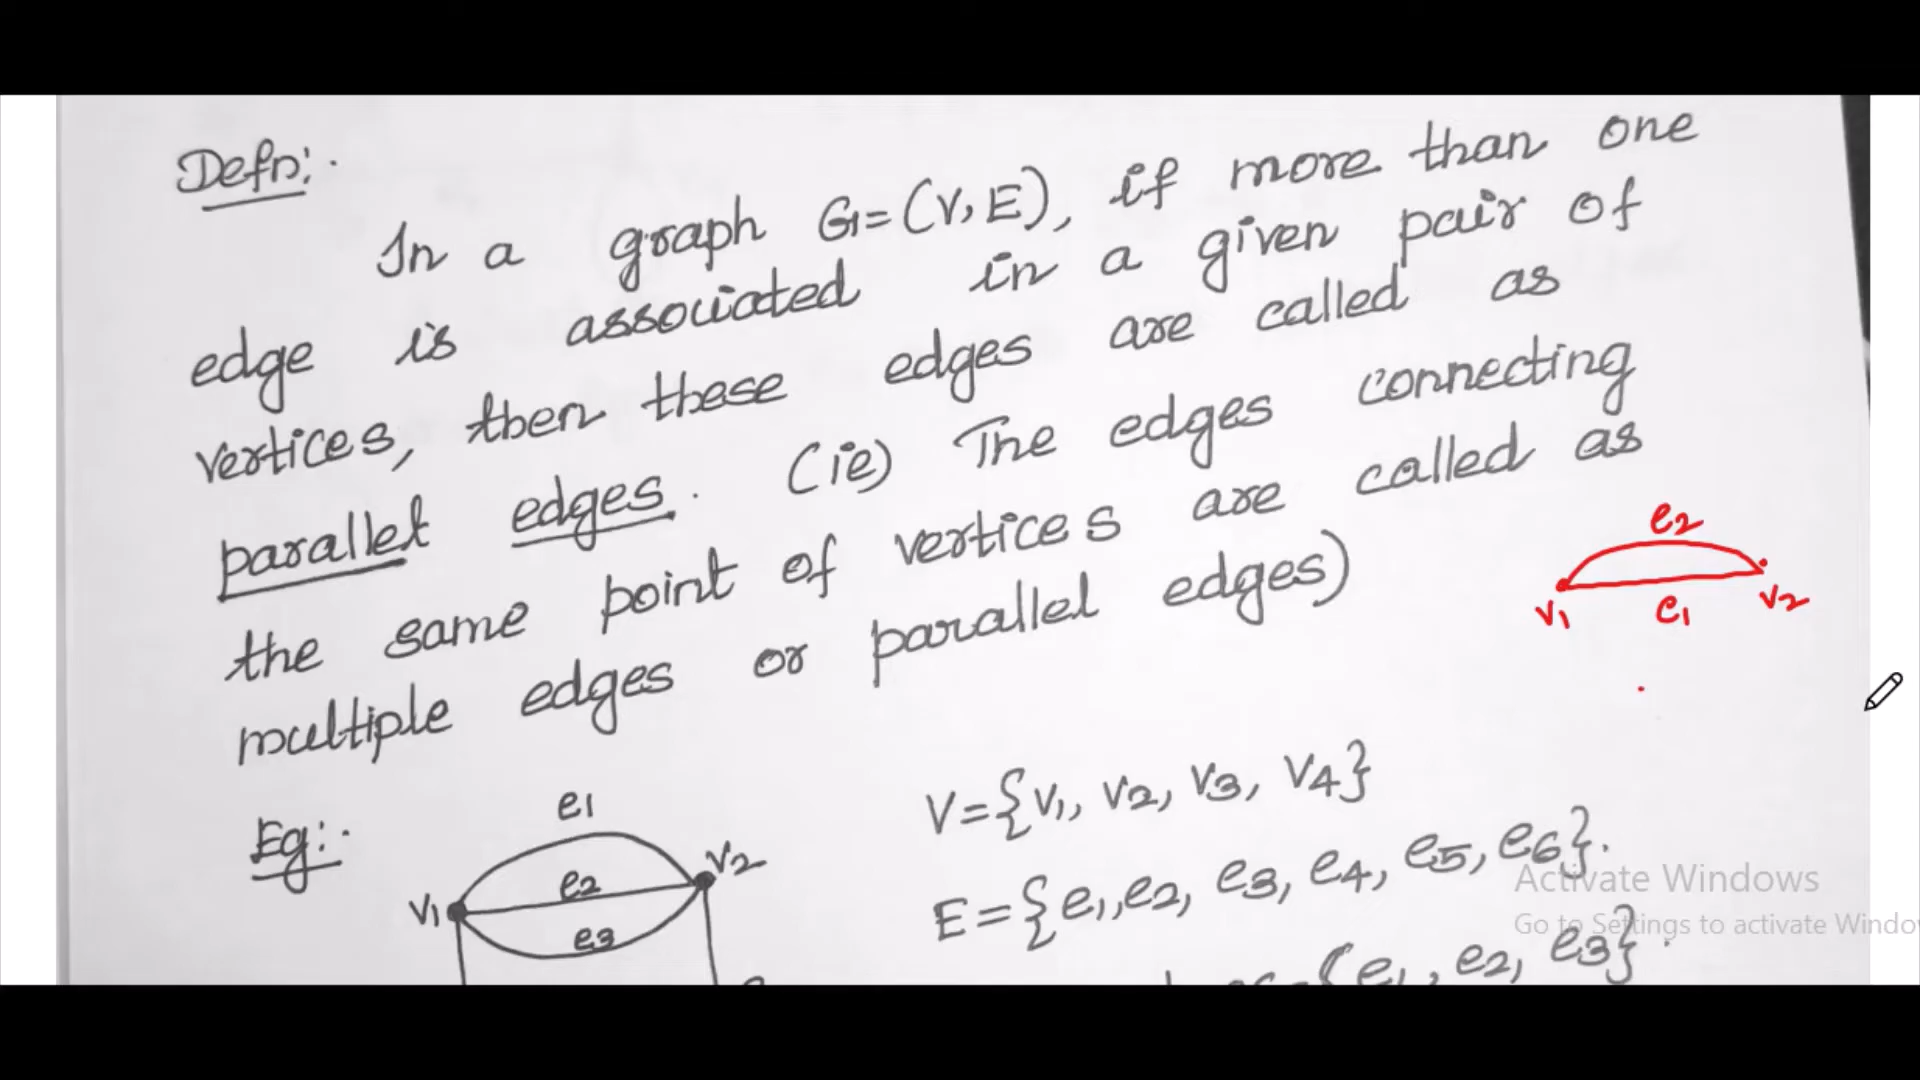 Defn:-
In a graph G=(V,E), if more than one
edge is associated in a given pair of
vertices, then these edges are called as
parallel edges. (ie) The edges connecting
the same point of vertices are called as
multiple edges or parallel edges)
e2
v1 e1 v2
Eg:-
e1
v1 e2 v2
e3
V={v1, v2, v3, v4}
E={e1,e2, e3, e4, e5, e6}.
={e1, e2, e3}.
Activate Windows
Go to Settings to activate Windo